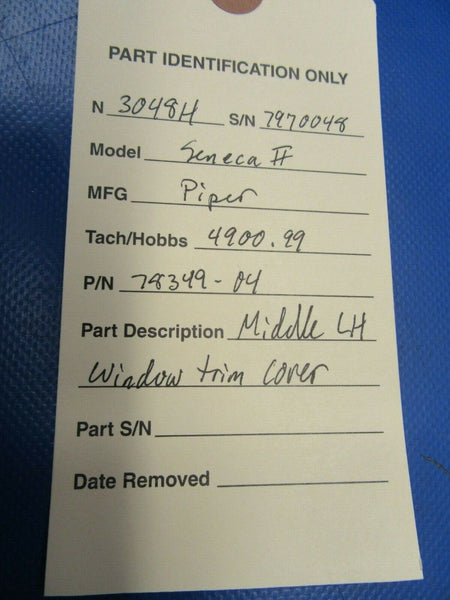 PART IDENTIFICATION ONLY
N 3048H S/N 7970048
Model Seneca II
MFG Piper
Tach/Hobbs 4900.99
P/N 78349-04
Part Description Middle LH
Window trim cover
Part S/N
Date Removed